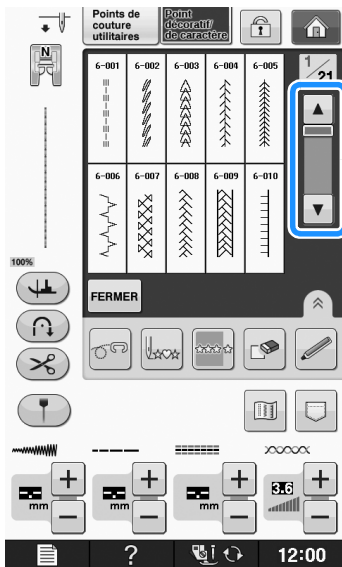 Points de
couture
utilitaires
Point
décoratif/
de caractère
N
1/21
6-001 6-002 6-003 6-004 6-005
6-006 6-007 6-008 6-009 6-010
100%
FERMER
mm mm mm 3.6
? 12:00